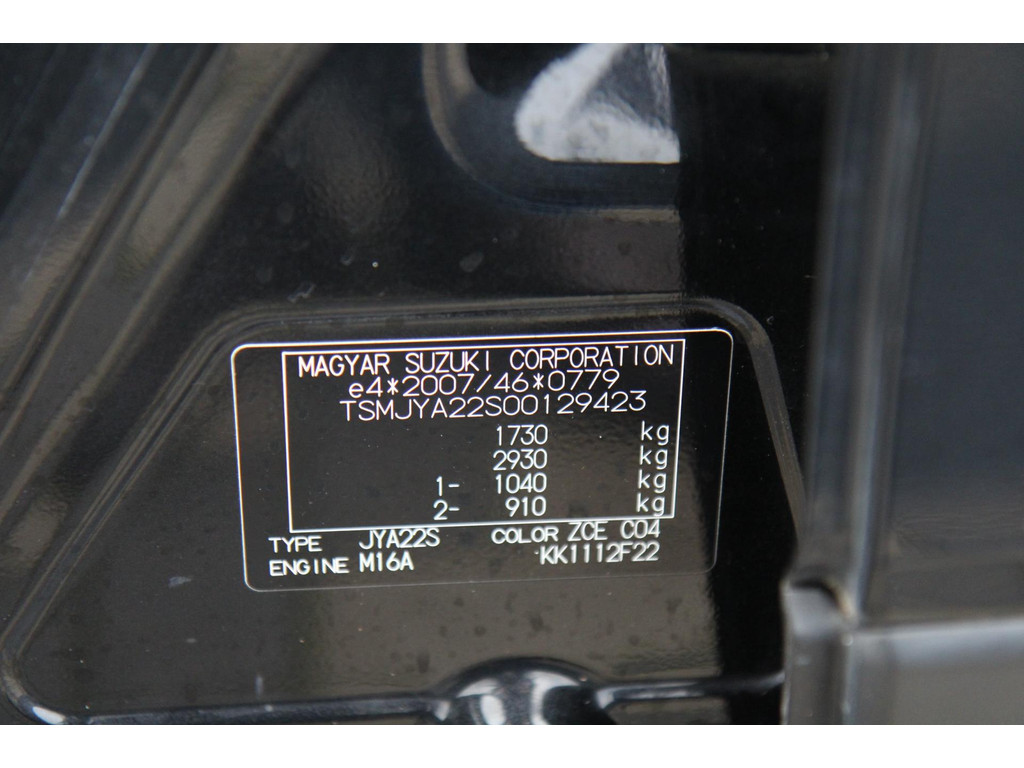 MAGYAR SUZUKI CORPORATION
e4*2007/46*0779
TSMJYA22S00129423
1730 kg
2930 kg
1- 1040 kg
2- 910 kg
TYPE JYA22S COLOR ZCE C04
ENGINE M16A KK1112F22